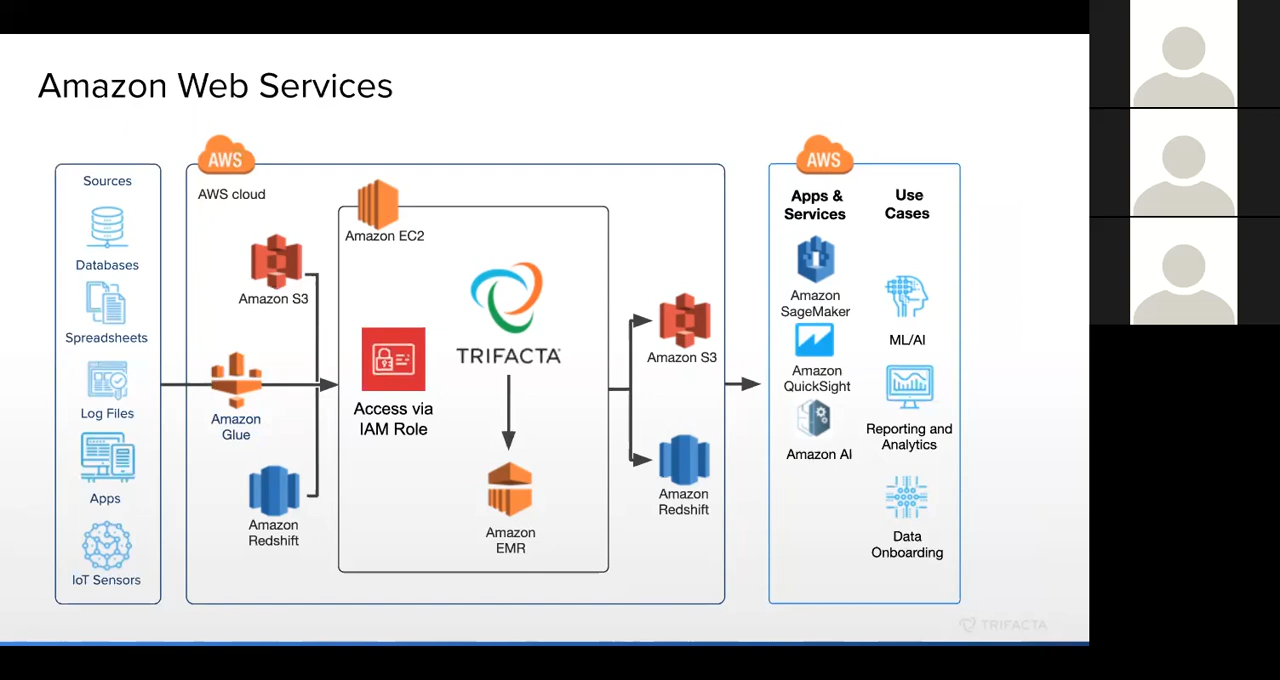 Amazon Web Services
Sources
Databases
Spreadsheets
Log Files
Apps
IoT Sensors
AWS
AWS cloud
Amazon S3
Amazon
Glue
Amazon
Redshift
Amazon EC2
Access via
IAM Role
TRIFACTA
Amazon
EMR
Amazon S3
Amazon
Redshift
AWS
Apps &
Services
Amazon
SageMaker
Amazon
QuickSight
Amazon AI
Use
Cases
ML/AI
Reporting and
Analytics
Data
Onboarding
TRIFACTA